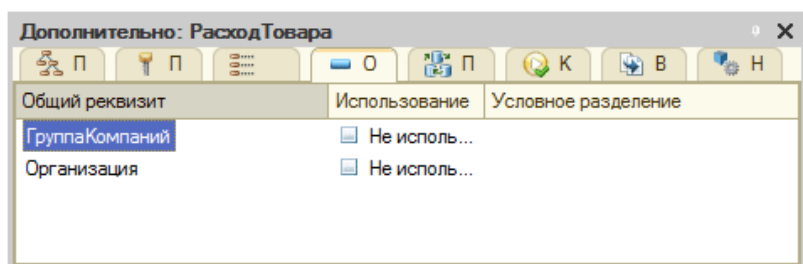 Дополнительно: РасходТовара
П П О П К В Н
Общий реквизит Использование Условное разделение
ГруппаКомпаний Не исполь...
Организация Не исполь...